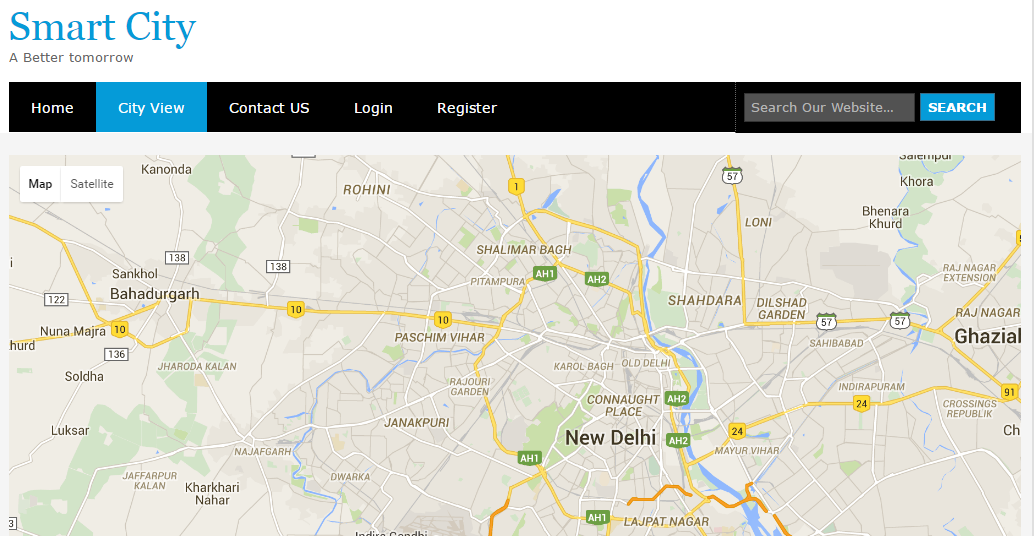 Smart City
A Better tomorrow
Home City View Contact US Login Register Search Our Website... SEARCH
Map Satellite
Kanonda
ROHINI
1
57
Khora
LONI
Bhenara
Khurd
SHALIMAR BAGH
138
138
Sankhol
AH1
AH2
PITAMPURA
RAJ NAGAR
EXTENSION
Bahadurgarh
122
SHAHDARA
DILSHAD
GARDEN
10
10
57
57
RAJ NAGAR
Nuna Majra
10
PASCHIM VIHAR
SAHIBABAD
hurd
136
JHARODA KALAN
KAROL BAGH
OLD DELHI
Soldha
RAJOURI
GARDEN
INDIRAPURAM
91
CONNAUGHT
PLACE
AH2
24
CROSSINGS
REPUBLIK
JANAKPURI
Luksar
24
Ch
New Delhi
AH2
NAJAFGARH
MAYUR VIHAR
AH1
JAFFARPUR
KALAN
DWARKA
Kharkhari
Nahar
3
AH1
LAJPAT NAGAR